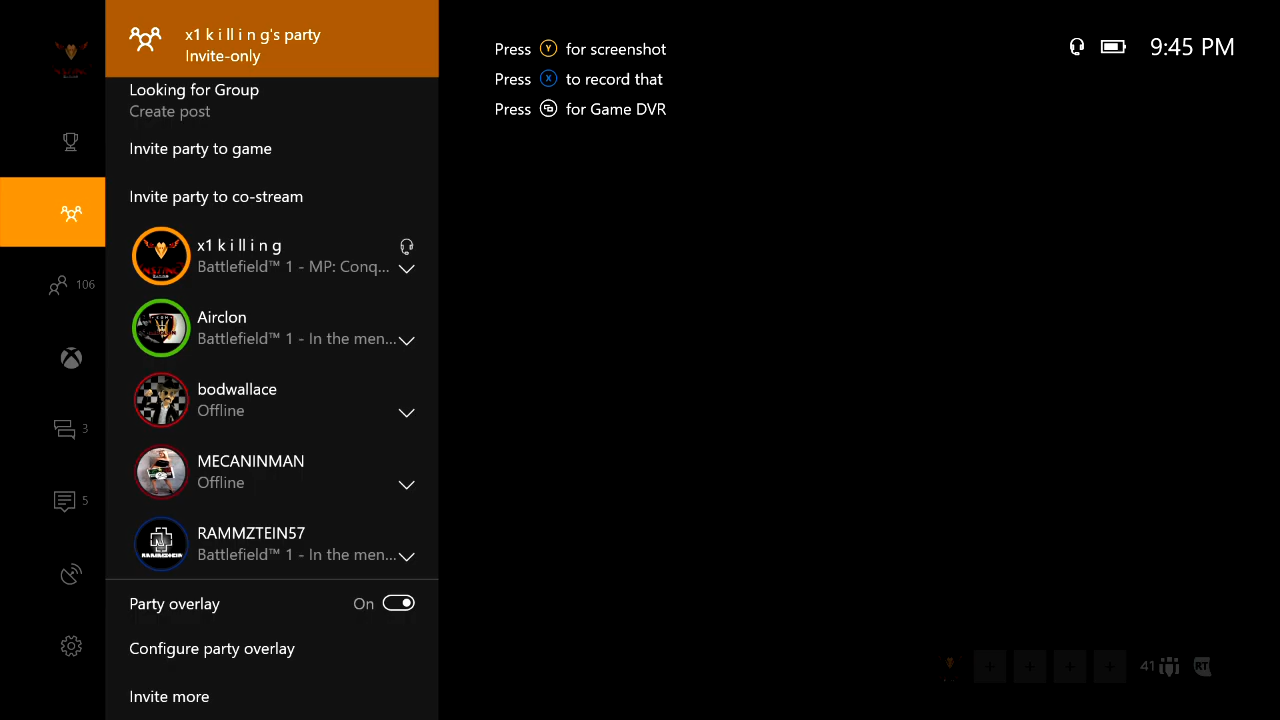 x1 k i ll i n g's party
Invite-only
Looking for Group
Create post
Invite party to game
Invite party to co-stream
x1 k i ll i n g
Battlefield™ 1 - MP: Conq...
Airclon
Battlefield™ 1 - In the men...
bodwallace
Offline
MECANINMAN
Offline
RAMMZTEIN57
Battlefield™ 1 - In the men...
Party overlay On
Configure party overlay
Invite more
106
3
5
Press Y for screenshot
Press X to record that
Press for Game DVR
9:45 PM
41
RT